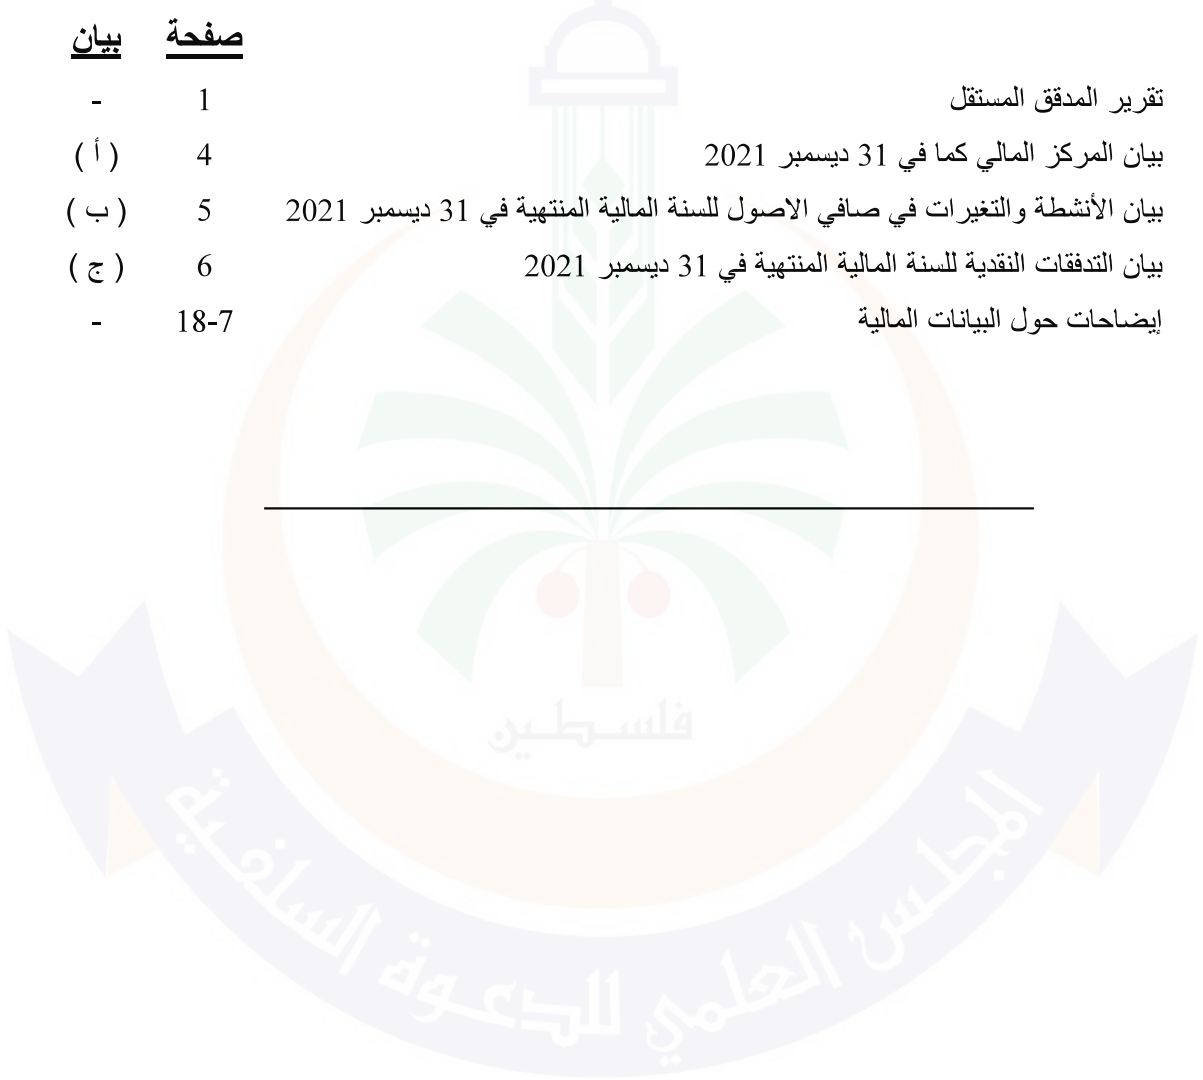 صفحة بيان
تقرير المدقق المستقل 1 -
بيان المركز المالي كما في 31 ديسمبر 2021 4 ( أ )
بيان الأنشطة والتغيرات في صافي الاصول للسنة المالية المنتهية في 31 ديسمبر 2021 5 ( ب )
بيان التدفقات النقدية للسنة المالية المنتهية في 31 ديسمبر 2021 6 ( ج )
إيضاحات حول البيانات المالية 18-7 -
فلسطين
المجلس العلمي للدعوة السلفية